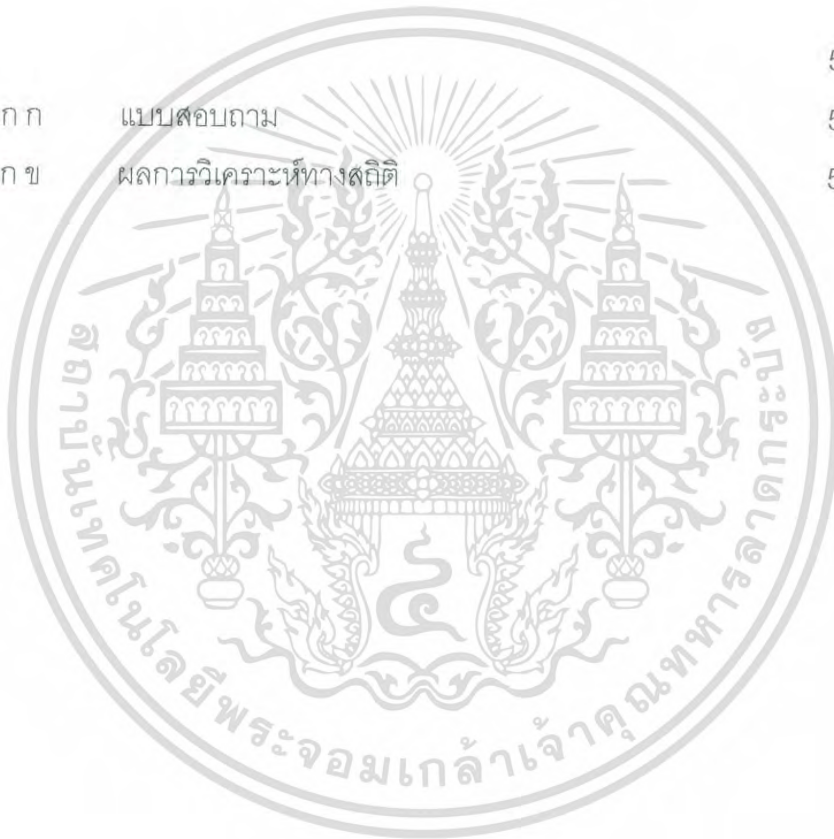 5
ก ก แบบสอบถาม 5
ก ข ผลการวิเคราะห์ทางสถิติ 5
สถาบันเทคโนโลยีพระจอมเกล้าเจ้าคุณทหารลาดกระบัง